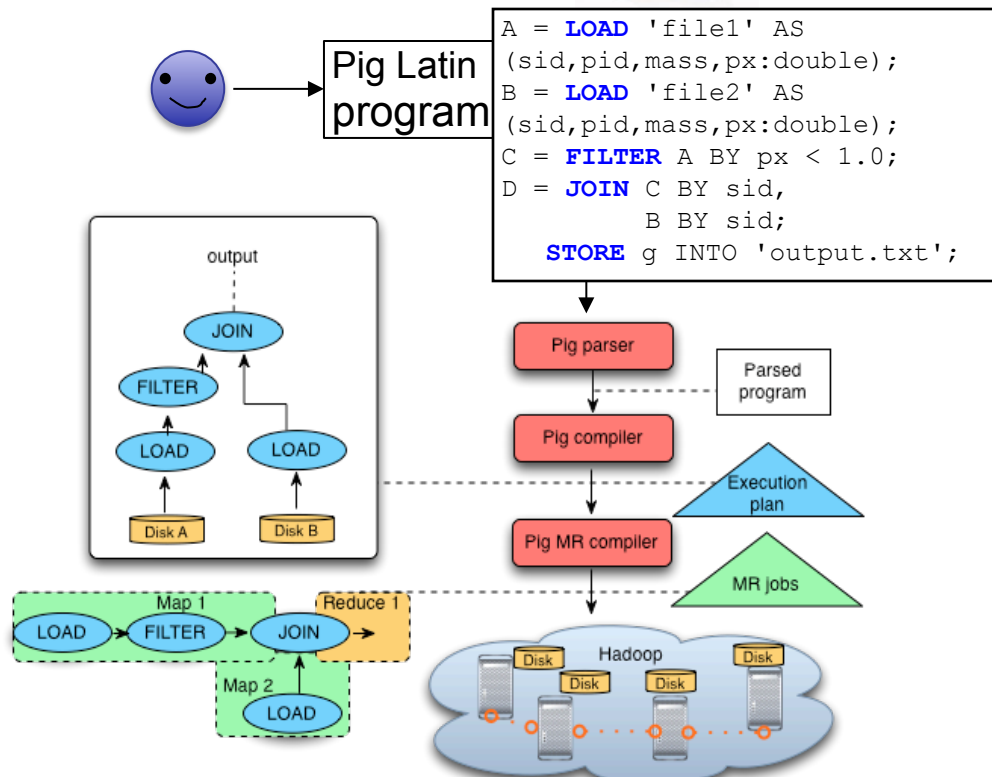 Pig Latin
program
A = LOAD 'file1' AS
(sid,pid,mass,px:double);
B = LOAD 'file2' AS
(sid,pid,mass,px:double);
C = FILTER A BY px < 1.0;
D = JOIN C BY sid,
B BY sid;
STORE g INTO 'output.txt';
output
JOIN
FILTER
LOAD
LOAD
Disk A
Disk B
Pig parser
Parsed
program
Pig compiler
Execution
plan
Pig MR compiler
MR jobs
Map 1
Reduce 1
LOAD
FILTER
JOIN
Map 2
LOAD
Hadoop
Disk
Disk
Disk
Disk